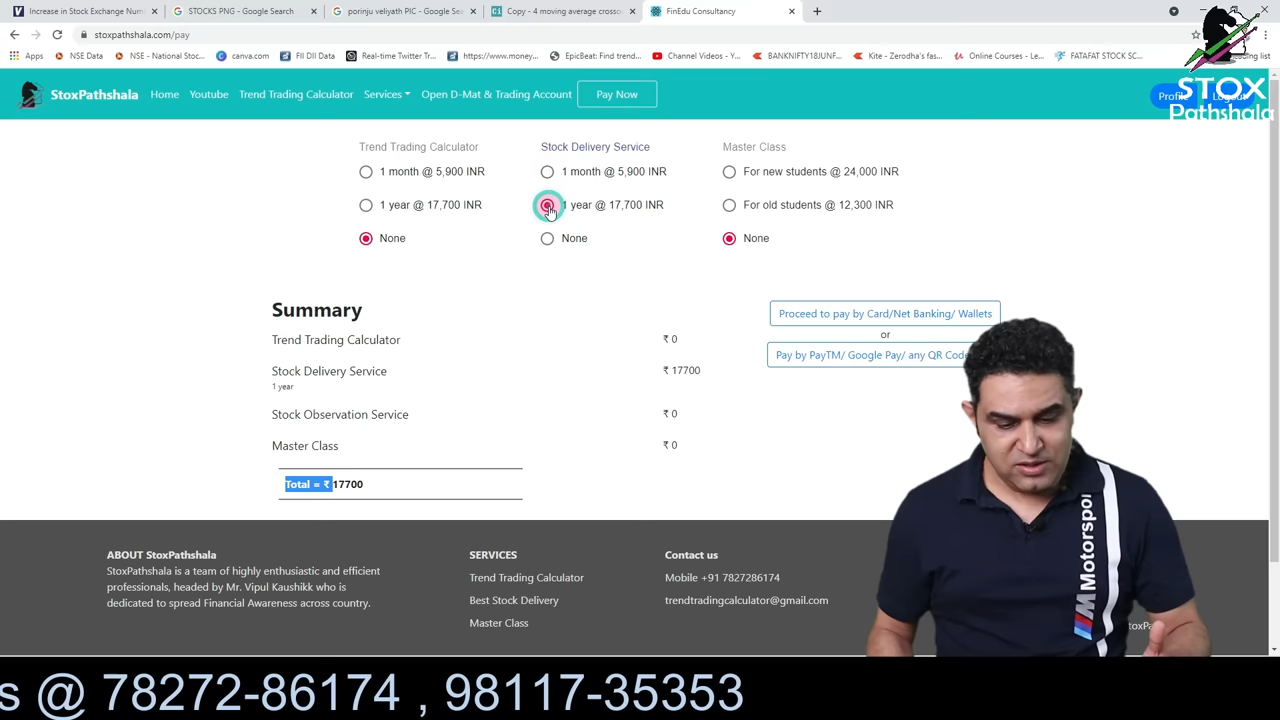 Increase in Stock Exchange Num
STOCKS PNG - Google Search
porinju veliyath PIC - Google Sea
Copy - 4 moving average crosso
FinEdu Consultancy
stoxpathshala.com/pay
Apps
NSE Data
NSE - National Stoc...
canva.com
FII DII Data
Real-time Twitter Tr...
https://www.money...
EpicBeat: Find trend...
Channel Videos - Y...
BANKNIFTY18JUNF...
Kite - Zerodha's fas...
Online Courses - Le...
FATAFAT STOCK SC...
ding list
StoxPathshala
Home
Youtube
Trend Trading Calculator
Services
Open D-Mat & Trading Account
Pay Now
STOX
Pathshala
Trend Trading Calculator
Stock Delivery Service
Master Class
1 month @ 5,900 INR
1 month @ 5,900 INR
For new students @ 24,000 INR
1 year @ 17,700 INR
1 year @ 17,700 INR
For old students @ 12,300 INR
None
None
None
Summary
Proceed to pay by Card/Net Banking/ Wallets
or
Pay by PayTM/ Google Pay/ any QR Code
Trend Trading Calculator
₹ 0
Stock Delivery Service
₹ 17700
1 year
Stock Observation Service
₹ 0
Master Class
₹ 0
Total = ₹ 17700
ABOUT StoxPathshala
StoxPathshala is a team of highly enthusiastic and efficient
professionals, headed by Mr. Vipul Kaushikk who is
dedicated to spread Financial Awareness across country.
SERVICES
Trend Trading Calculator
Best Stock Delivery
Master Class
Contact us
Mobile +91 7827286174
trendtradingcalculator@gmail.com
Motorspor
s @ 78272-86174 , 98117-35353